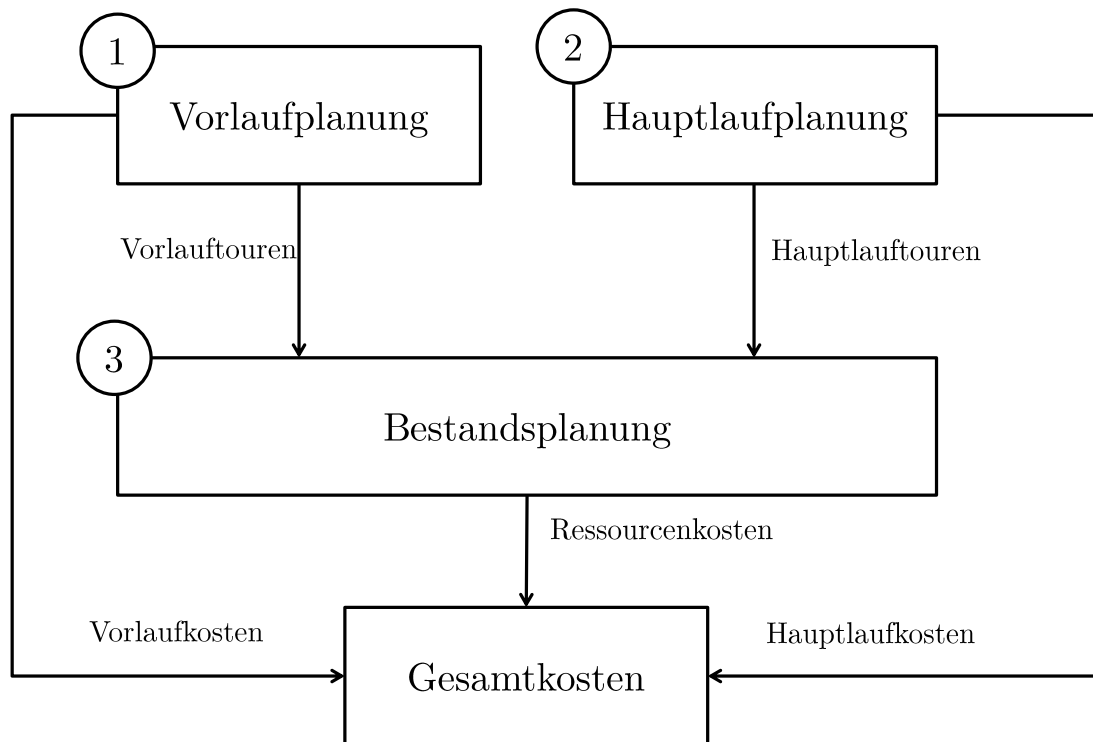 1
Vorlaufplanung
2
Hauptlaufplanung
Vorlauftouren
Hauptlauftouren
3
Bestandsplanung
Ressourcenkosten
Vorlaufkosten
Hauptlaufkosten
Gesamtkosten